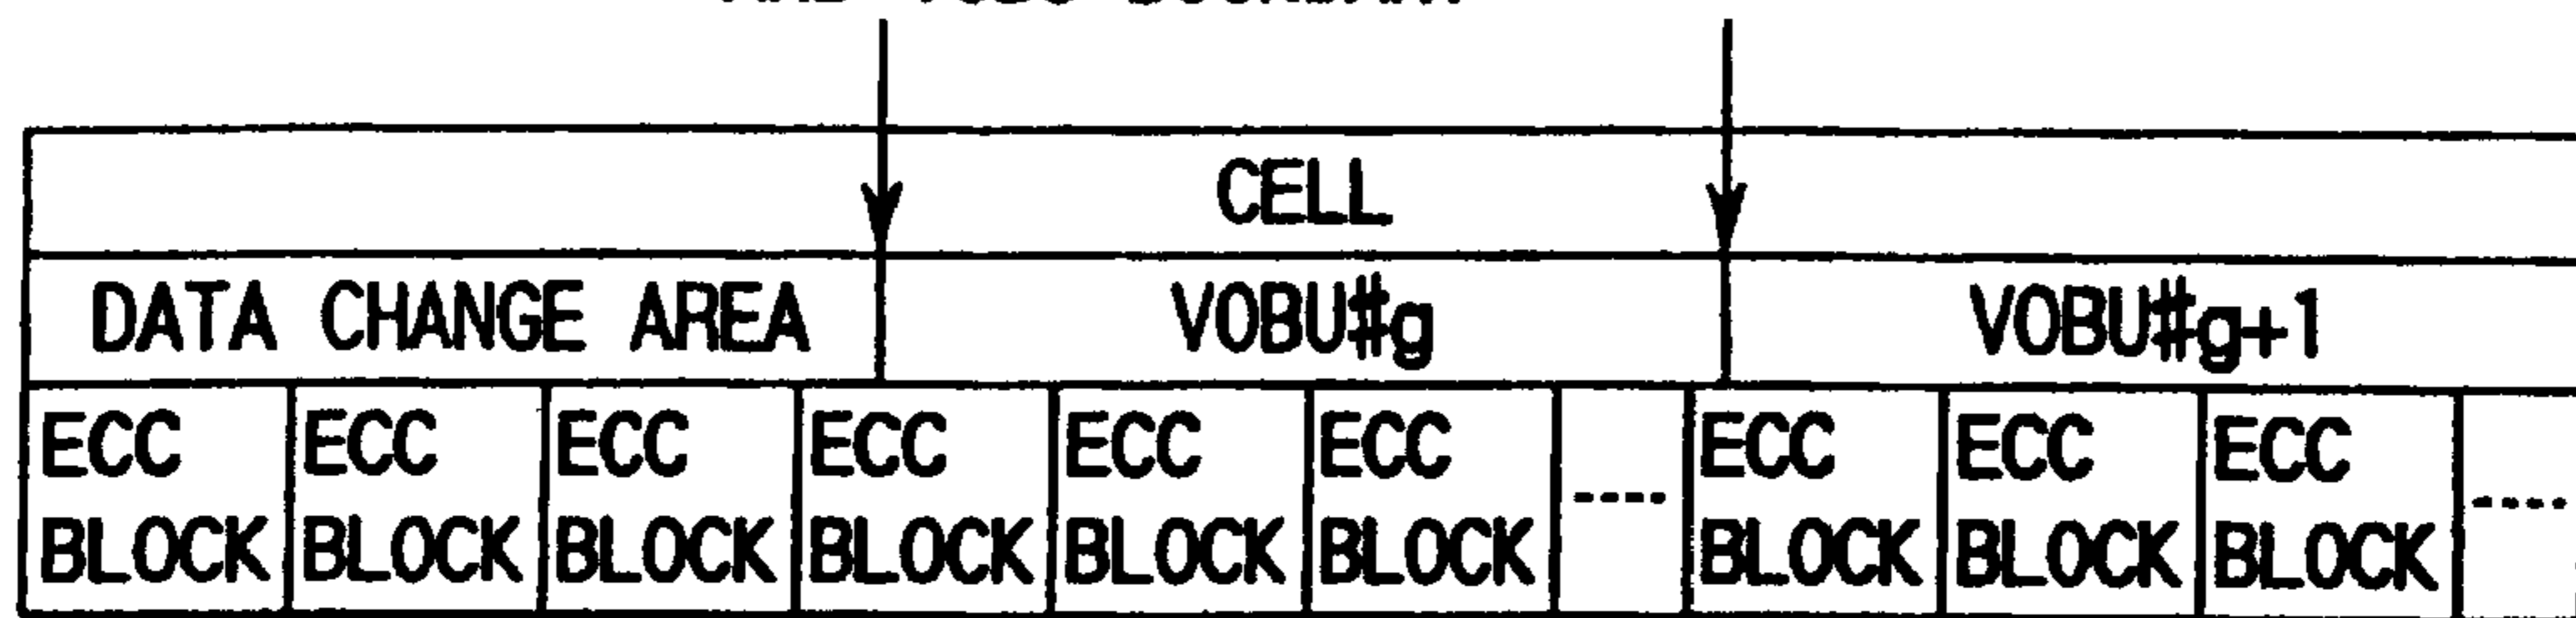 CELL
DATA CHANGE AREA VOBU#g VOBU#g+1
ECC ECC ECC ECC ECC ECC ---- ECC ECC ECC ----
BLOCK BLOCK BLOCK BLOCK BLOCK BLOCK BLOCK BLOCK BLOCK